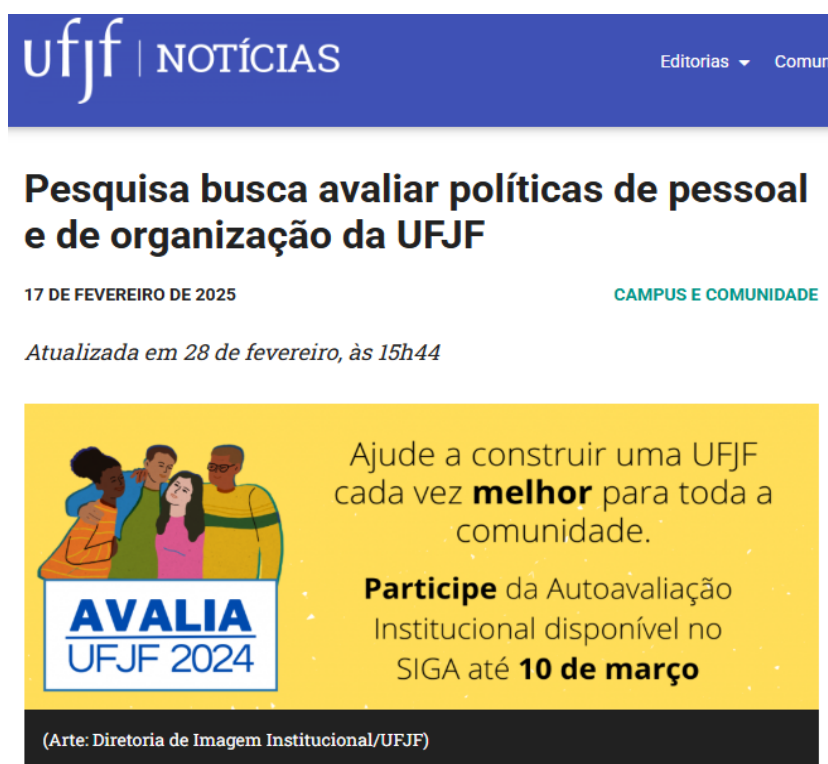 ufjf | NOTÍCIAS
Editorias
Comun
Pesquisa busca avaliar políticas de pessoal
e de organização da UFJF
17 DE FEVEREIRO DE 2025
CAMPUS E COMUNIDADE
Atualizada em 28 de fevereiro, às 15h44
Ajude a construir uma UFJF
cada vez melhor para toda a
comunidade.
Participe da Autoavaliação
Institucional disponível no
SIGA até 10 de março
AVALIA
UFJF 2024
(Arte: Diretoria de Imagem Institucional/UFJF)